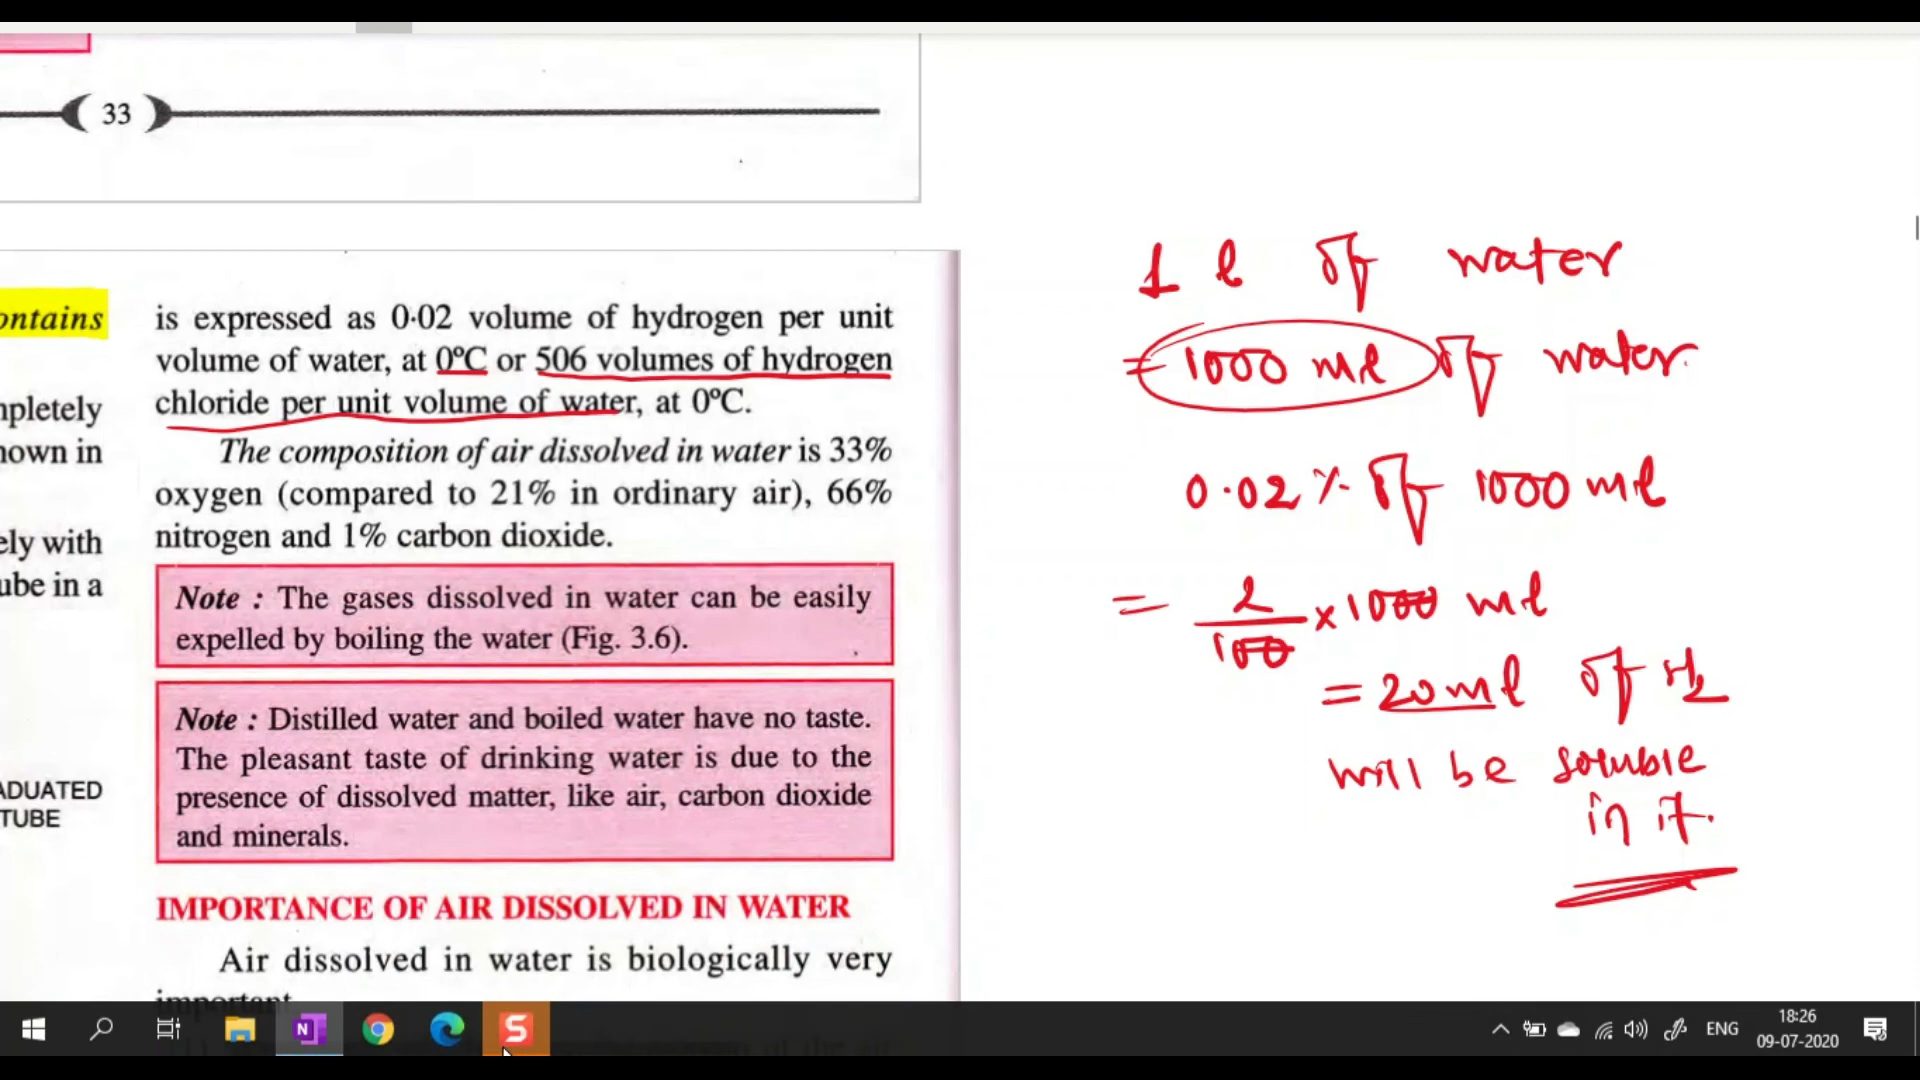 33
ontains
npletely
nown in
ely with
ube in a
ADUATED
TUBE
is expressed as 0·02 volume of hydrogen per unit
volume of water, at 0ºC or 506 volumes of hydrogen
chloride per unit volume of water, at 0ºC.
The composition of air dissolved in water is 33%
oxygen (compared to 21% in ordinary air), 66%
nitrogen and 1% carbon dioxide.
Note : The gases dissolved in water can be easily
expelled by boiling the water (Fig. 3.6).
Note : Distilled water and boiled water have no taste.
The pleasant taste of drinking water is due to the
presence of dissolved matter, like air, carbon dioxide
and minerals.
IMPORTANCE OF AIR DISSOLVED IN WATER
Air dissolved in water is biologically very
important.
1 l of water
= 1000 ml of water.
0.02 % of 1000 ml
= 2/100 × 1000 ml
= 20 ml of H2
will be soluble
in it.
ENG
18:26
09-07-2020